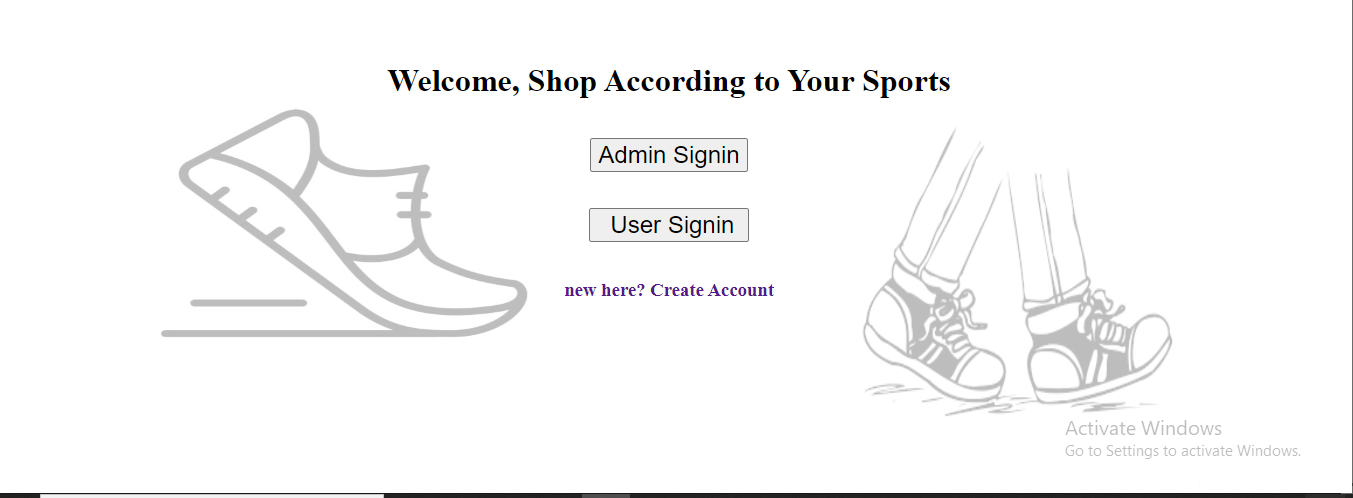 Welcome, Shop According to Your Sports
Admin Signin
User Signin
new here? Create Account
Activate Windows
Go to Settings to activate Windows.